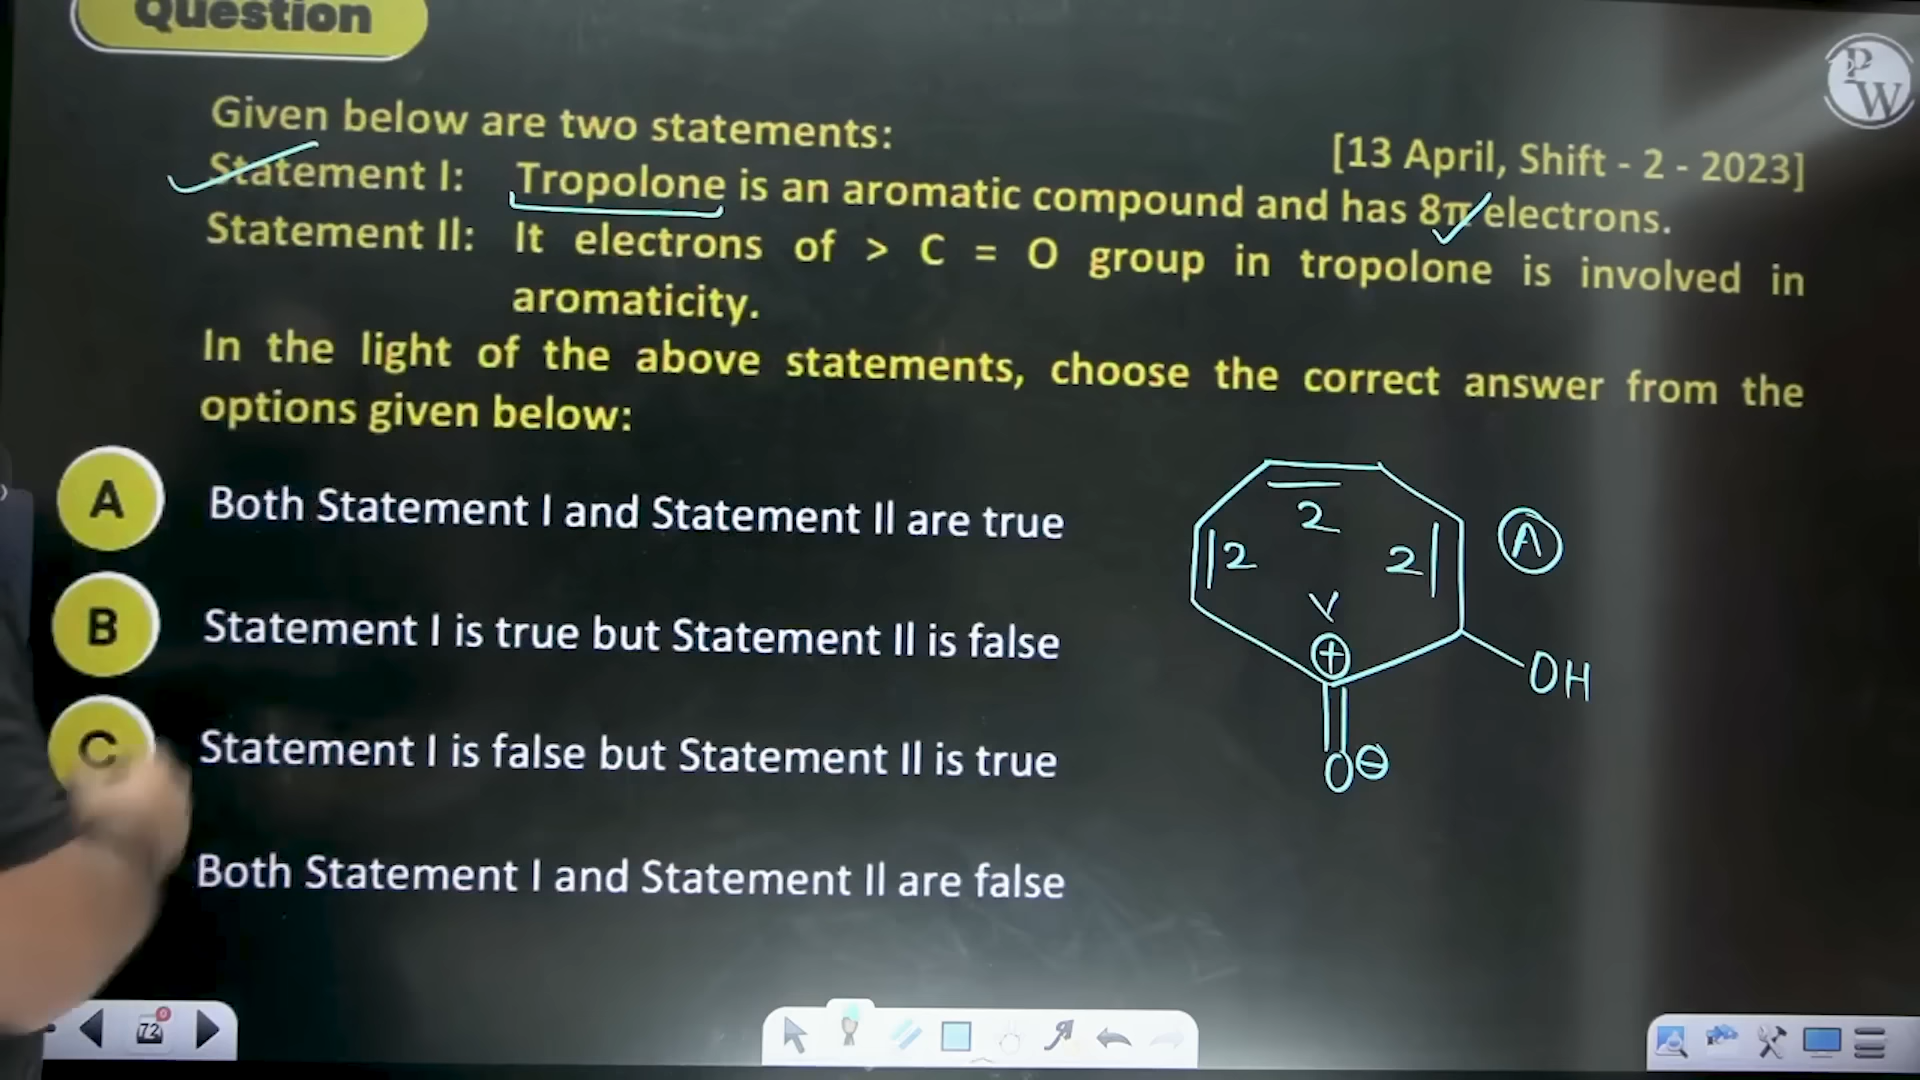 Question
PW
Given below are two statements:
[13 April, Shift - 2 - 2023]
Statement I: Tropolone is an aromatic compound and has 8π electrons.
Statement II: It electrons of > C = O group in tropolone is involved in
aromaticity.
In the light of the above statements, choose the correct answer from the
options given below:
A Both Statement I and Statement II are true
B Statement I is true but Statement II is false
C Statement I is false but Statement II is true
Both Statement I and Statement II are false
2
2
2
A
V
+
OH
O⊖
72
0